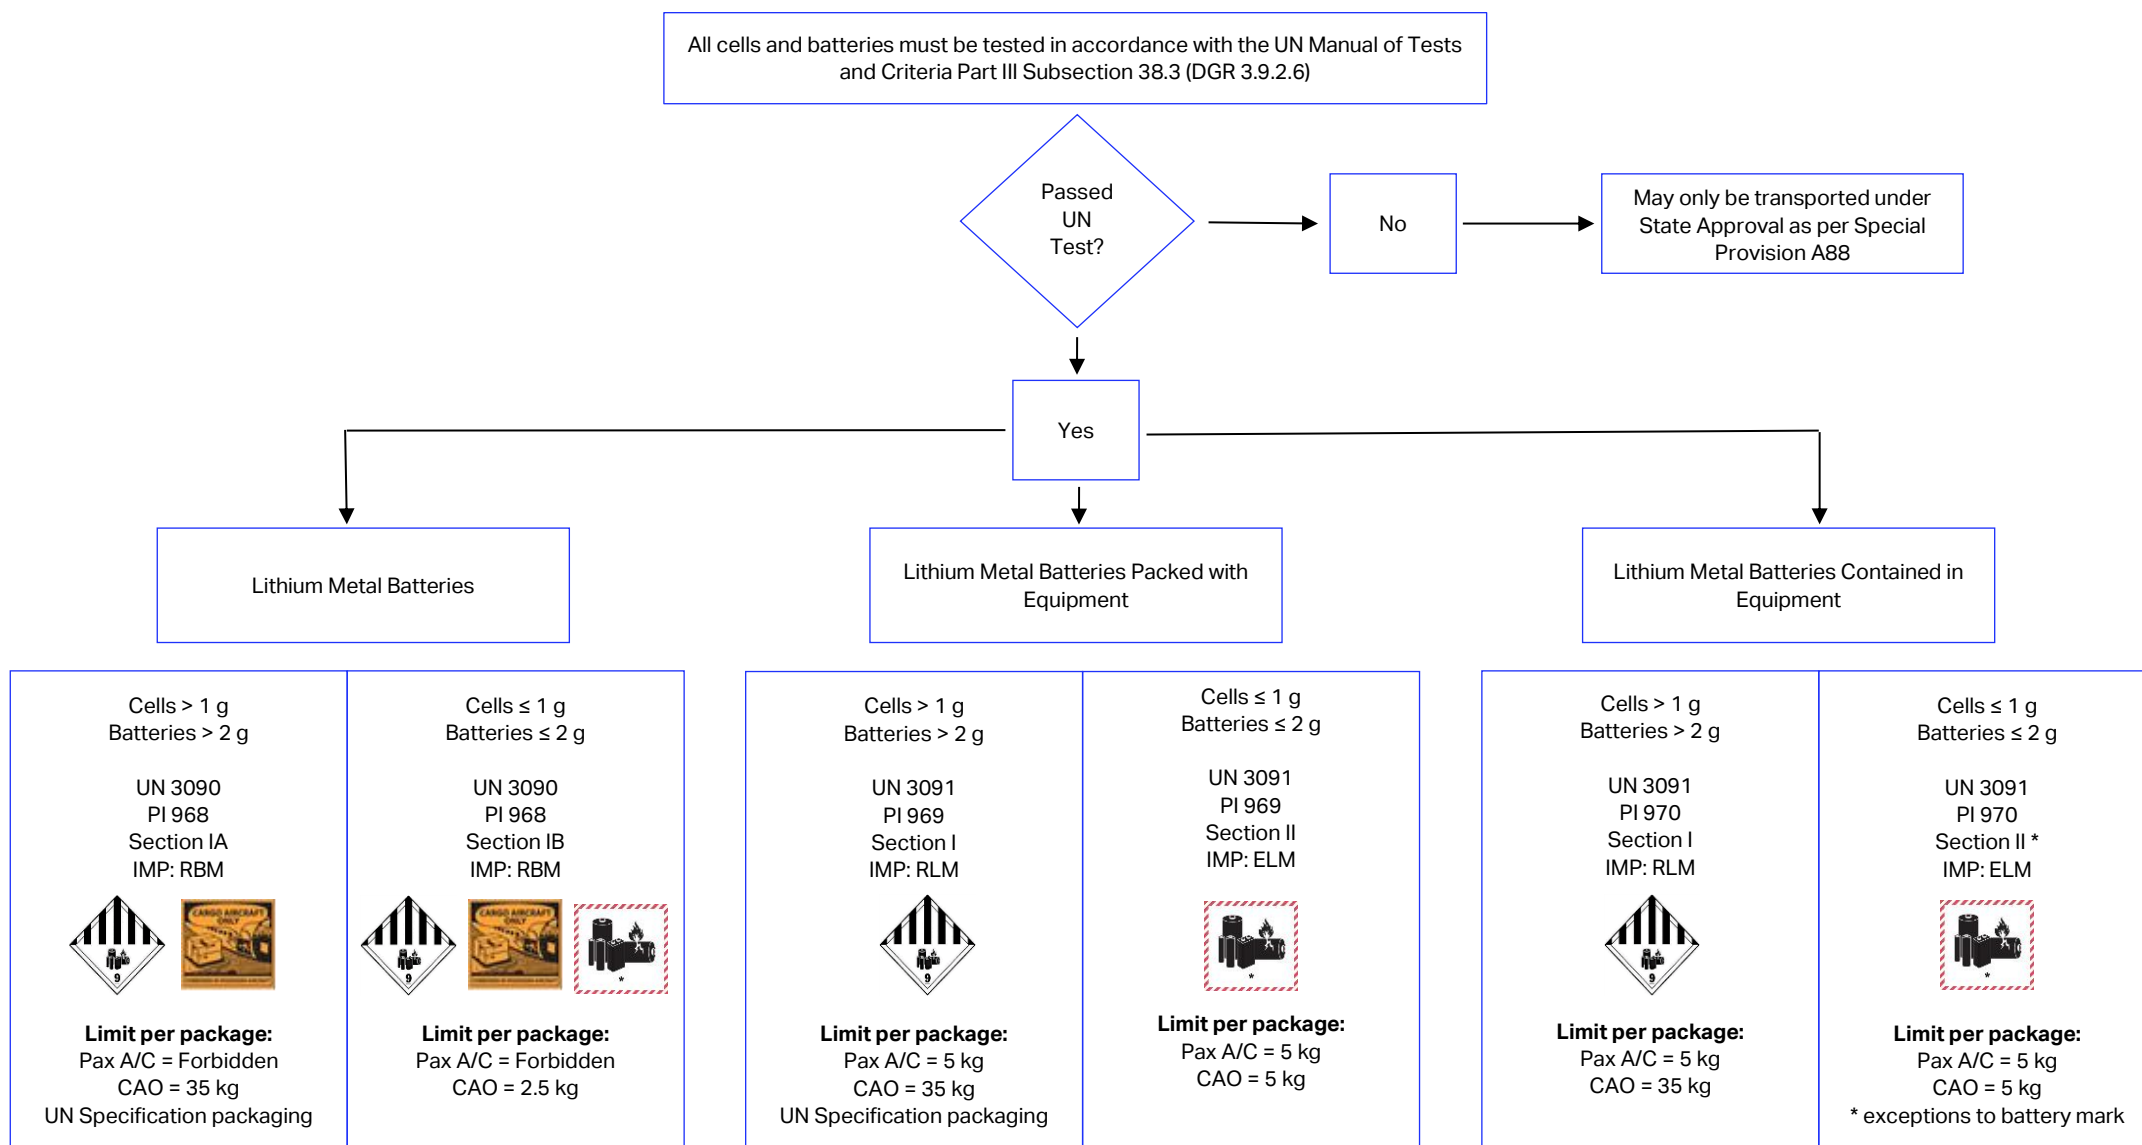 All cells and batteries must be tested in accordance with the UN Manual of Tests
and Criteria Part III Subsection 38.3 (DGR 3.9.2.6)
Passed
UN
Test?
No
May only be transported under
State Approval as per Special
Provision A88
Yes
Lithium Metal Batteries
Lithium Metal Batteries Packed with
Equipment
Lithium Metal Batteries Contained in
Equipment
Cells > 1 g
Batteries > 2 g
UN 3090
PI 968
Section IA
IMP: RBM
9
CARGO AIRCRAFT
ONLY
Limit per package:
Pax A/C = Forbidden
CAO = 35 kg
UN Specification packaging
Cells ≤ 1 g
Batteries ≤ 2 g
UN 3090
PI 968
Section IB
IMP: RBM
9
CARGO AIRCRAFT
ONLY
*
Limit per package:
Pax A/C = Forbidden
CAO = 2.5 kg
Cells > 1 g
Batteries > 2 g
UN 3091
PI 969
Section I
IMP: RLM
9
Limit per package:
Pax A/C = 5 kg
CAO = 35 kg
UN Specification packaging
Cells ≤ 1 g
Batteries ≤ 2 g
UN 3091
PI 969
Section II
IMP: ELM
*
Limit per package:
Pax A/C = 5 kg
CAO = 5 kg
Cells > 1 g
Batteries > 2 g
UN 3091
PI 970
Section I
IMP: RLM
9
Limit per package:
Pax A/C = 5 kg
CAO = 35 kg
Cells ≤ 1 g
Batteries ≤ 2 g
UN 3091
PI 970
Section II *
IMP: ELM
*
Limit per package:
Pax A/C = 5 kg
CAO = 5 kg
* exceptions to battery mark